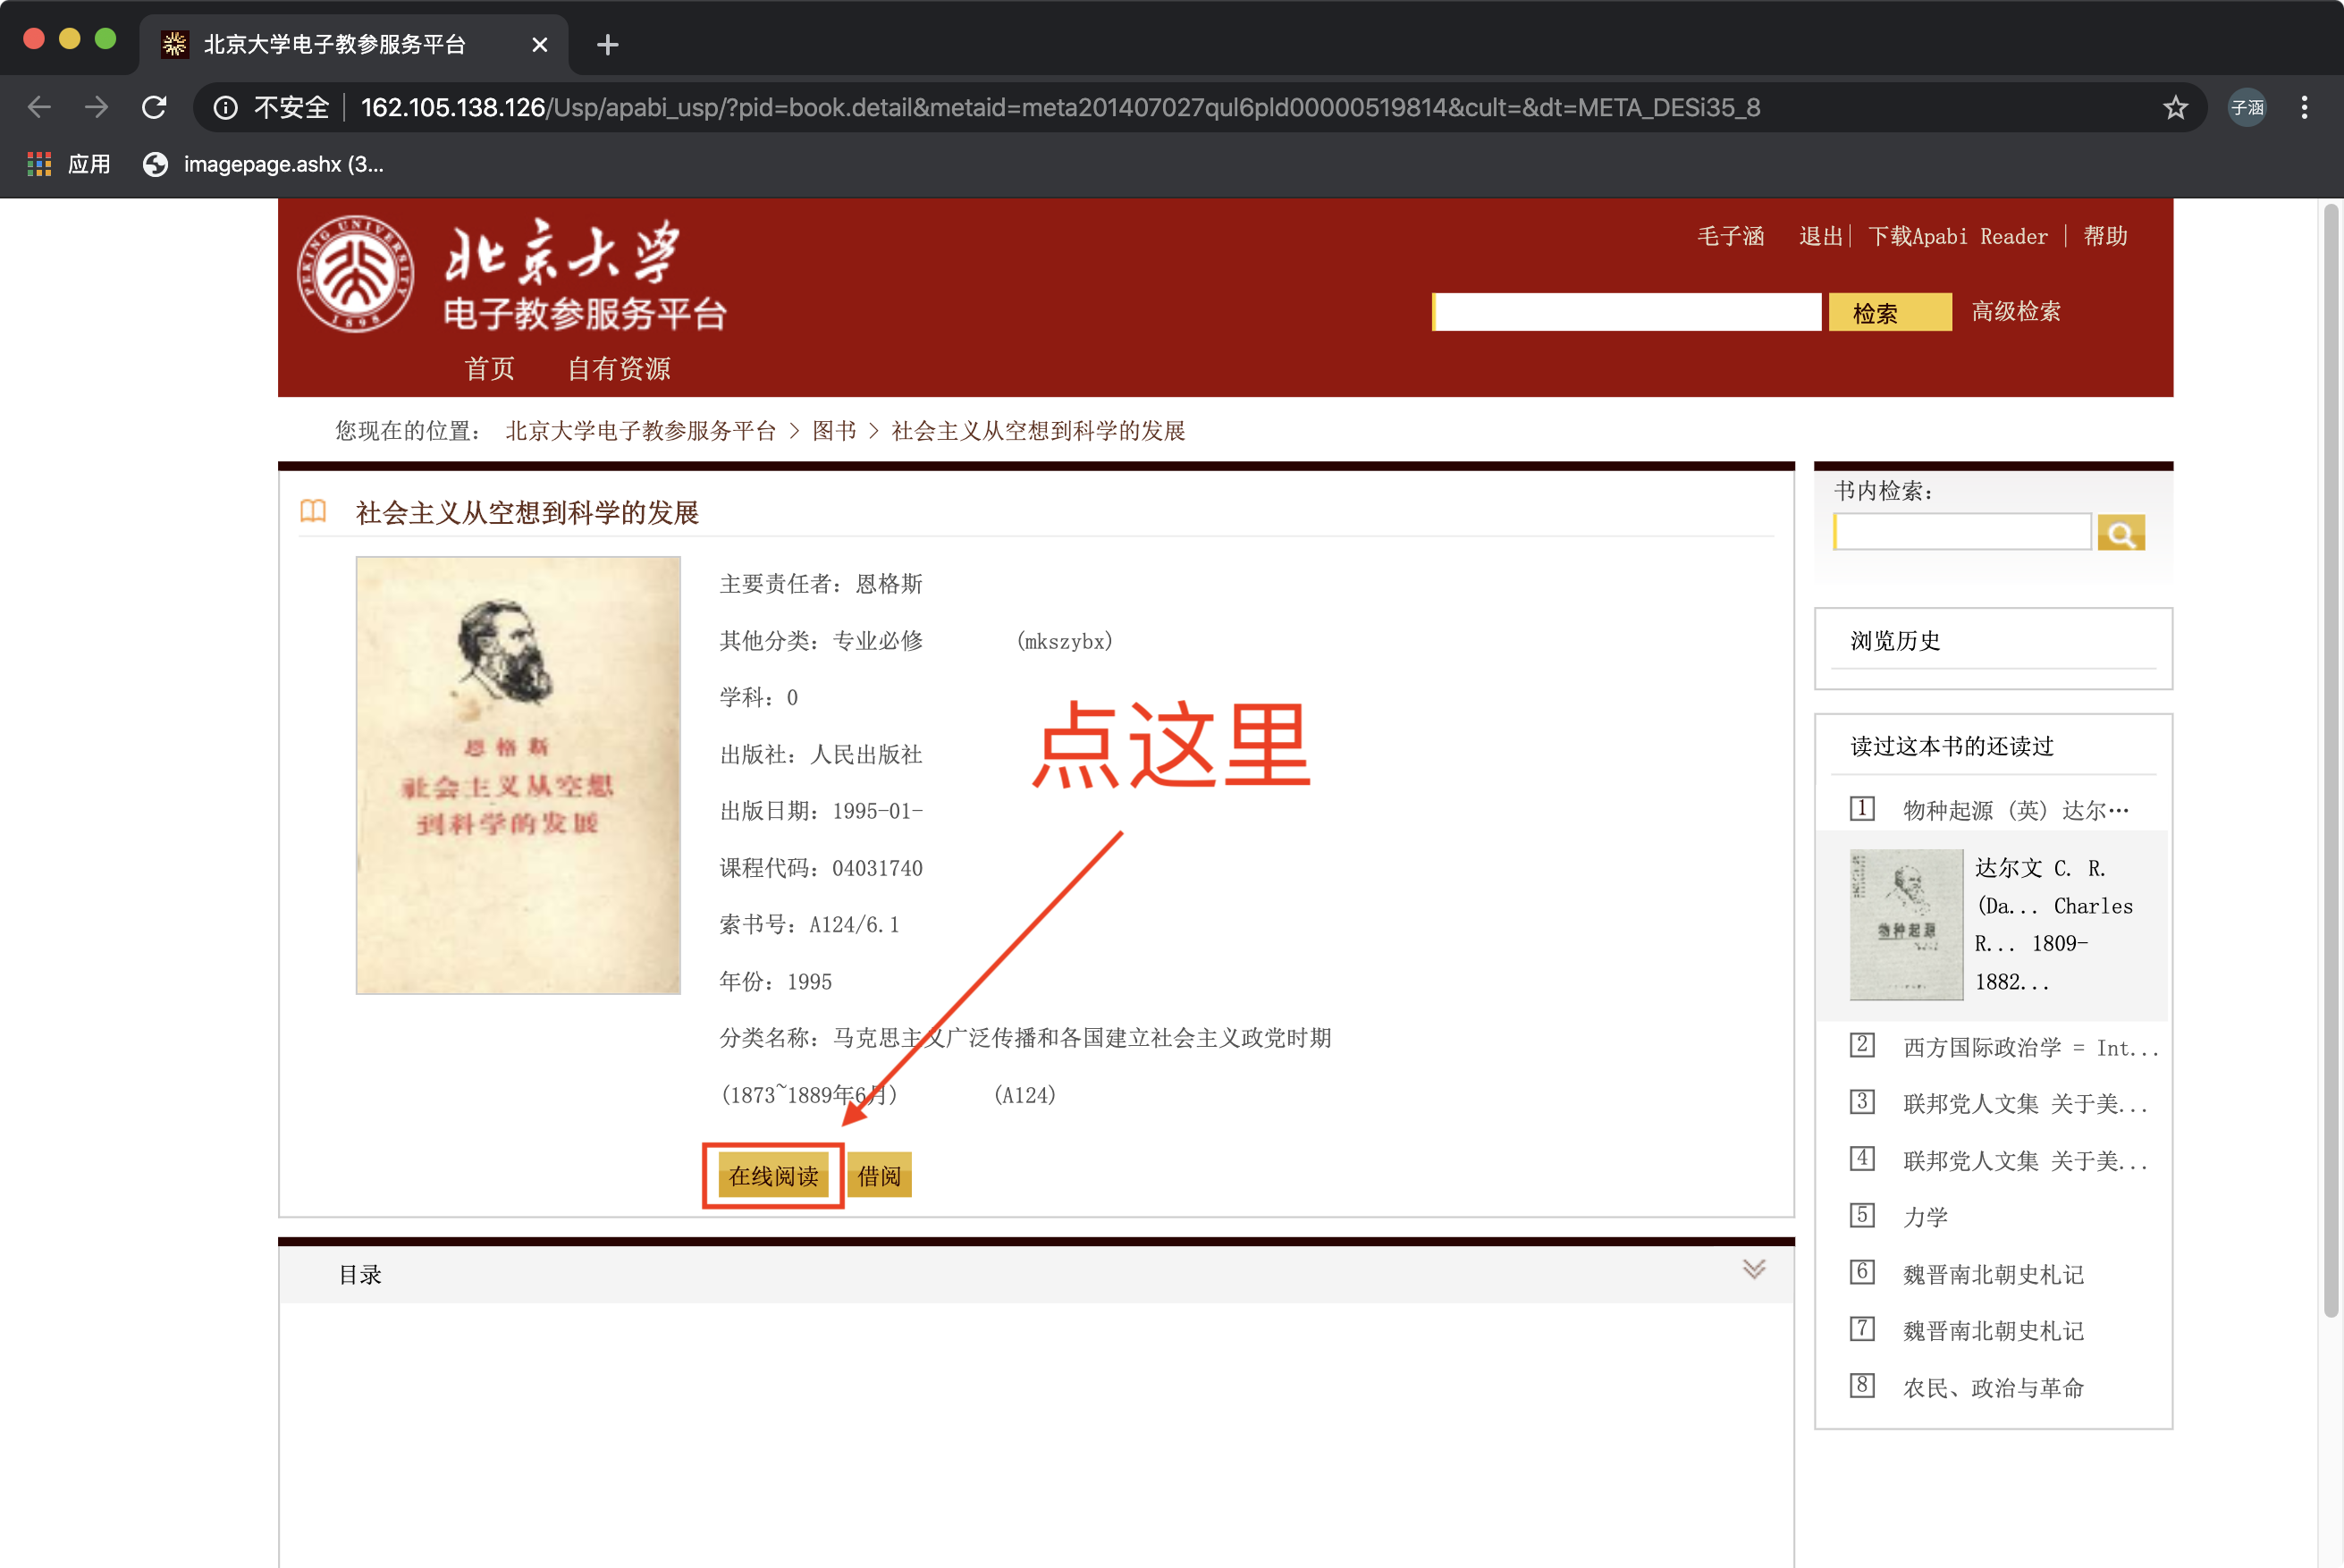 北京大学电子教参服务平台
不安全
162.105.138.126/Usp/apabi_usp/?pid=book.detail&metaid=meta201407027qul6pld00000519814&cult=&dt=META_DESi35_8
子涵
应用
imagepage.ashx (3...
PEKING UNIVERSITY
1898
北京大学
电子教参服务平台
毛子涵 退出| 下载Apabi Reader | 帮助
检索 高级检索
首页 自有资源
您现在的位置： 北京大学电子教参服务平台 > 图书 > 社会主义从空想到科学的发展
社会主义从空想到科学的发展
恩格斯
社会主义从空想
到科学的发展
主要责任者：恩格斯
其他分类：专业必修 (mkszybx)
学科：0
出版社：人民出版社
出版日期：1995-01-
课程代码：04031740
索书号：A124/6.1
年份：1995
分类名称：马克思主义广泛传播和各国建立社会主义政党时期
(1873~1889年6月) (A124)
点这里
在线阅读 借阅
目录
书内检索：
浏览历史
读过这本书的还读过
1 物种起源（英）达尔…
物种起源
达尔文 C. R.
(Da... Charles
R... 1809-
1882...
2 西方国际政治学 = Int...
3 联邦党人文集 关于美...
4 联邦党人文集 关于美...
5 力学
6 魏晋南北朝史札记
7 魏晋南北朝史札记
8 农民、政治与革命